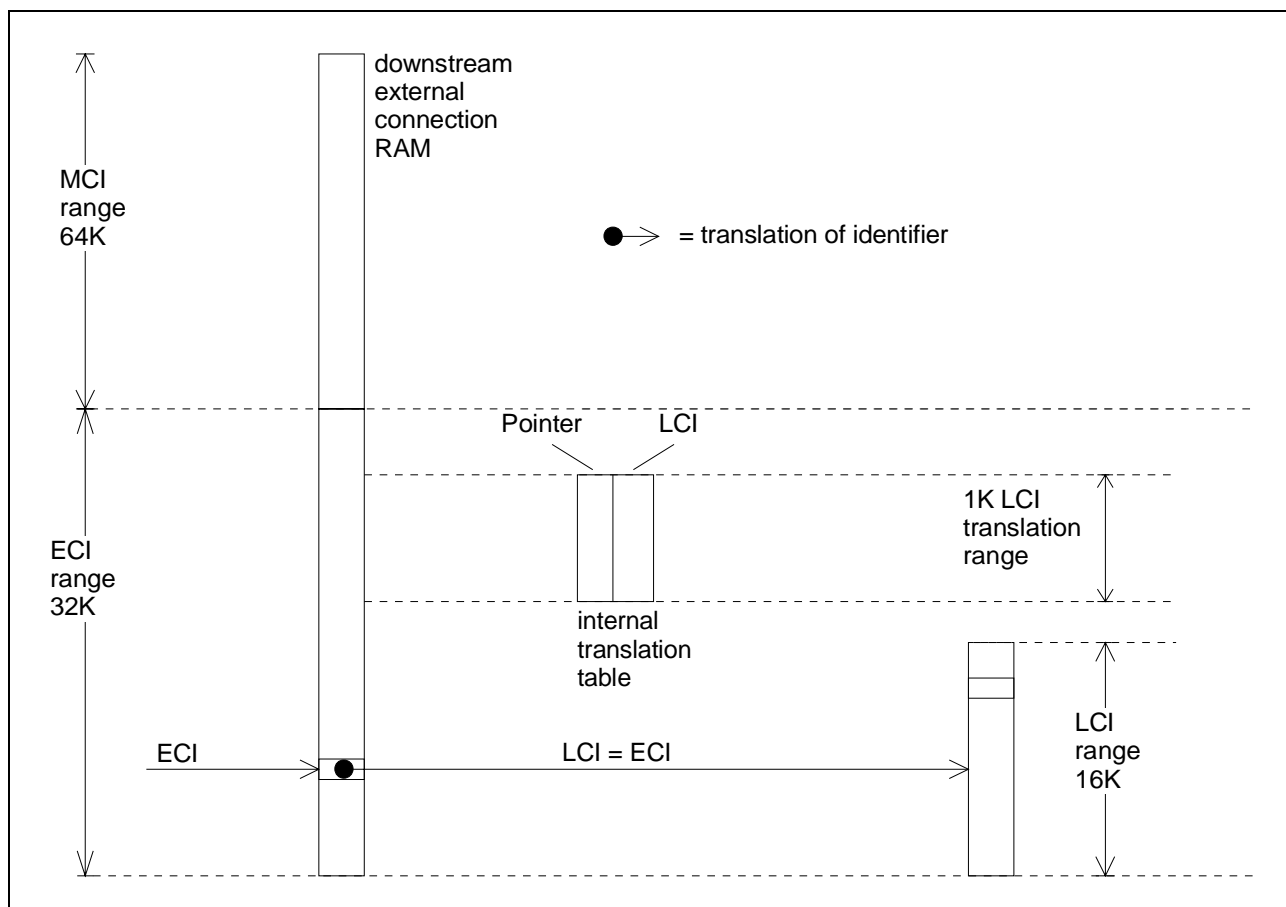 downstream
external
connection
RAM
MCI
range
64K
= translation of identifier
Pointer
LCI
1K LCI
translation
range
ECI
range
32K
internal
translation
table
ECI
LCI = ECI
LCI
range
16K